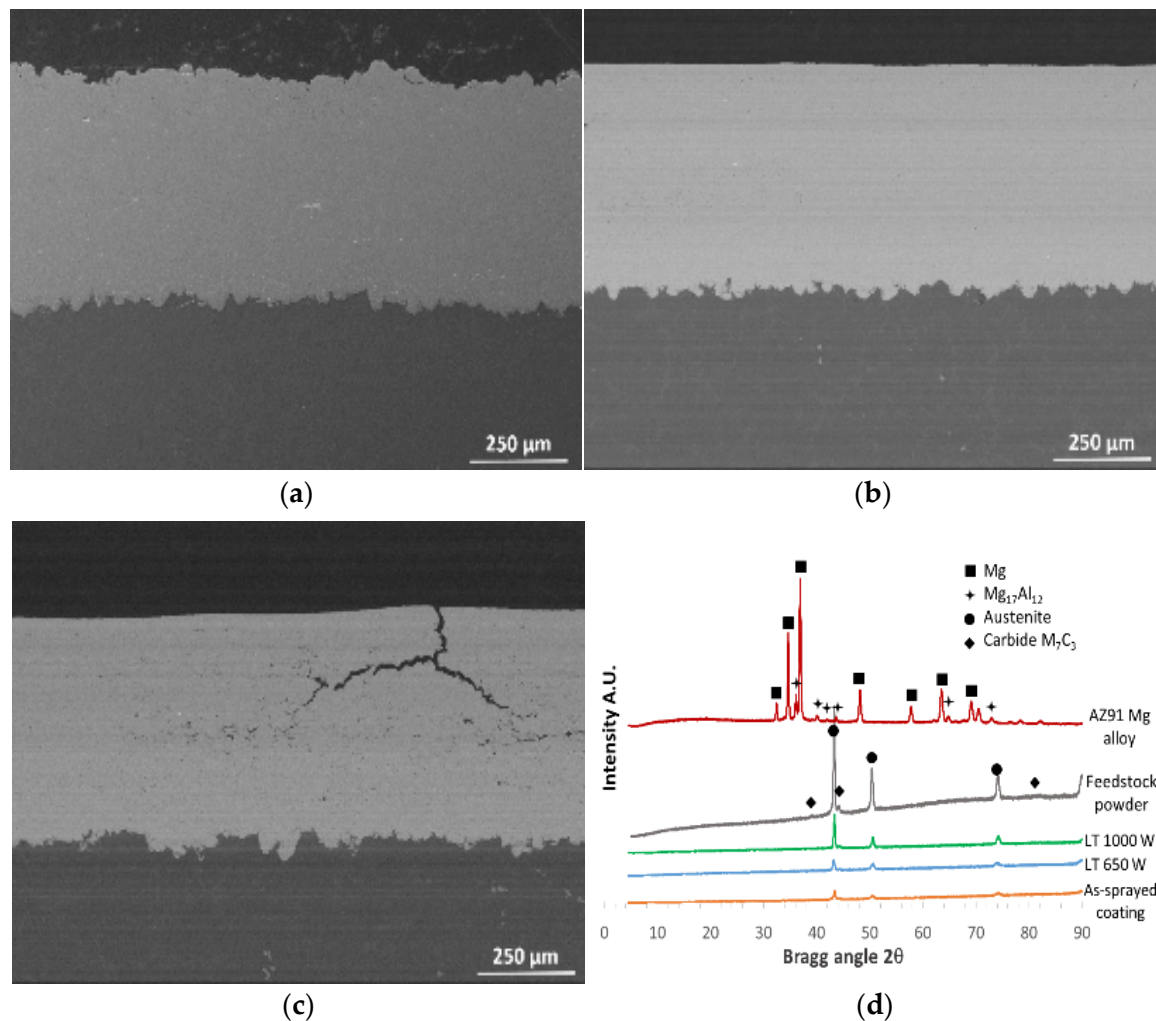 250 µm
250 µm
(a)
(b)
250 µm
Mg
Mg₁₇Al₁₂
Austenite
Carbide M₇C₃
Intensity A.U.
AZ91 Mg
alloy
Feedstock
powder
LT 1000 W
LT 650 W
As-sprayed
coating
0 10 20 30 40 50 60 70 80 90
Bragg angle 2θ
(c)
(d)